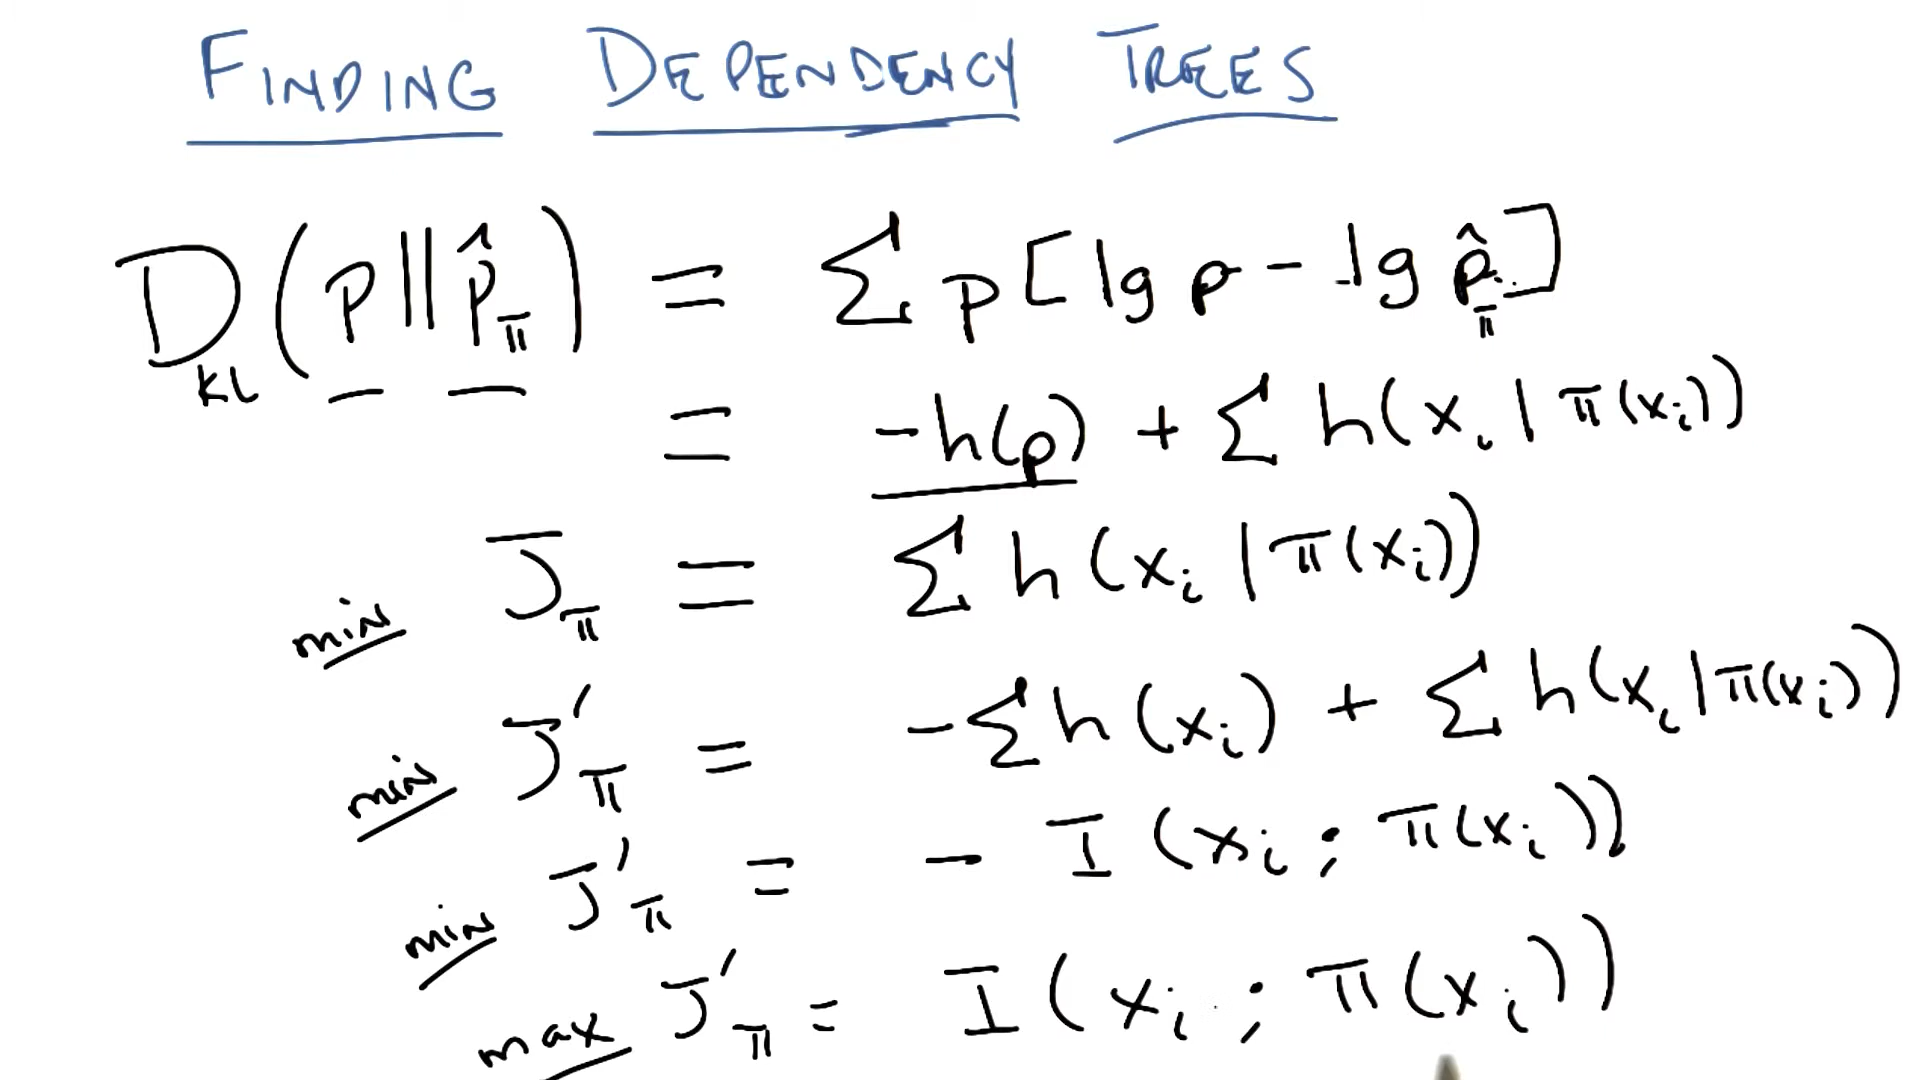 FINDING DEPENDENCY TREES
D_KL(p||p̂_π) = Σ p[lg p - lg p̂_π]
= -h(p) + Σ h(x_i | π(x_i))
min J_π = Σ h(x_i | π(x_i))
min J'_π = -Σ h(x_i) + Σ h(x_i | π(x_i))
min J'_π = - I(x_i ; π(x_i))
max J'_π = I(x_i ; π(x_i))